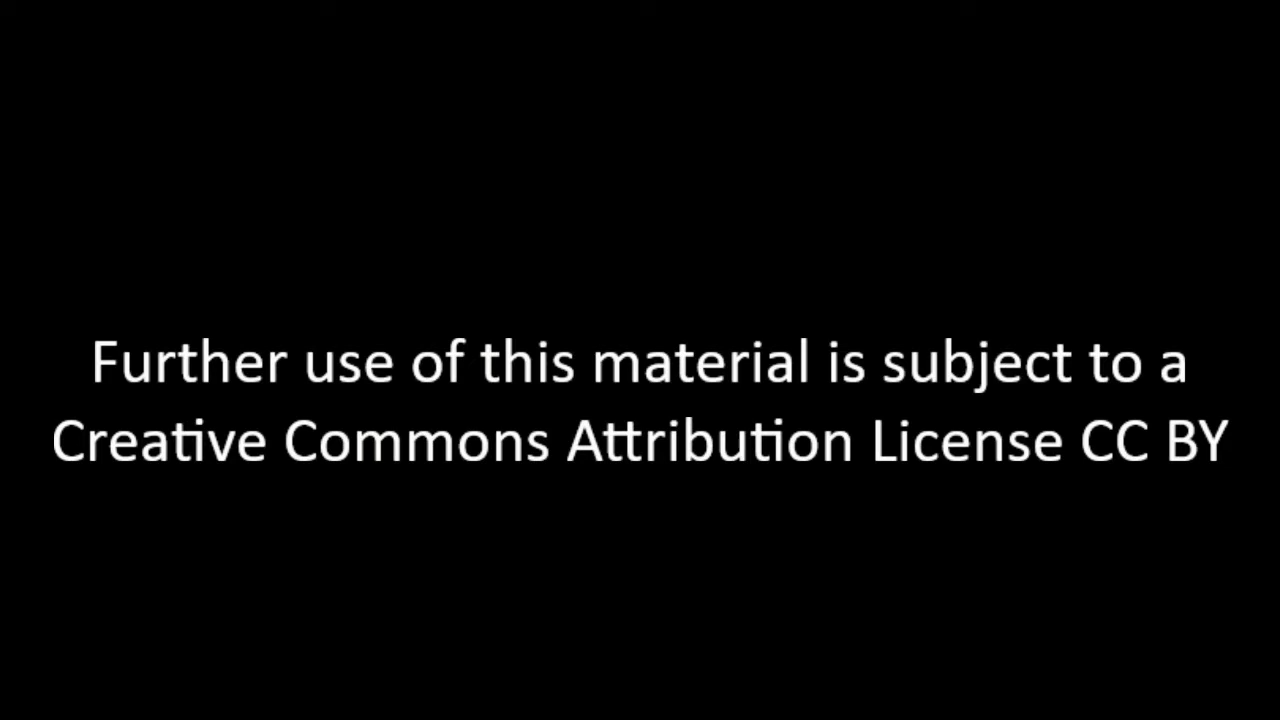 Further use of this material is subject to a
Creative Commons Attribution License CC BY